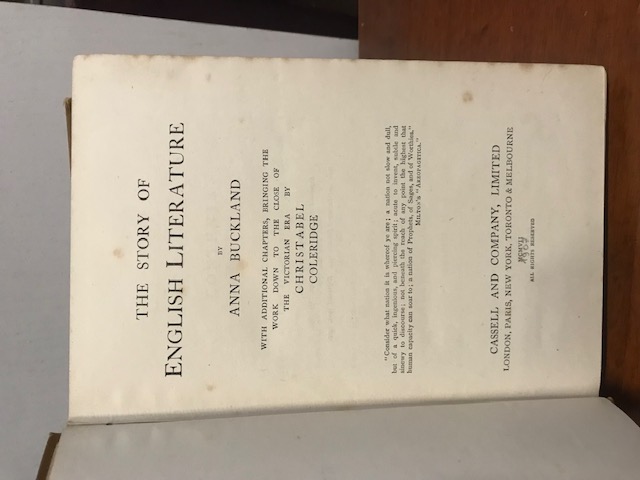 THE STORY OF
ENGLISH LITERATURE
BY
ANNA BUCKLAND
WITH ADDITIONAL CHAPTERS, BRINGING THE
WORK DOWN TO THE CLOSE OF
THE VICTORIAN ERA BY
CHRISTABEL
COLERIDGE
"Consider what nation it is whereof ye are; a nation not slow and dull,
but of a quick, ingenious, and piercing spirit; acute to invent, subtle and
sinewy to discourse; not beneath the reach of any point the highest that
human capacity can soar to; a nation of Prophets, of Sages, and of Worthies."
MILTON'S "AREOPAGITICA."
CASSELL AND COMPANY, LIMITED
LONDON, PARIS, NEW YORK, TORONTO & MELBOURNE
MCMVII
1907
ALL RIGHTS RESERVED